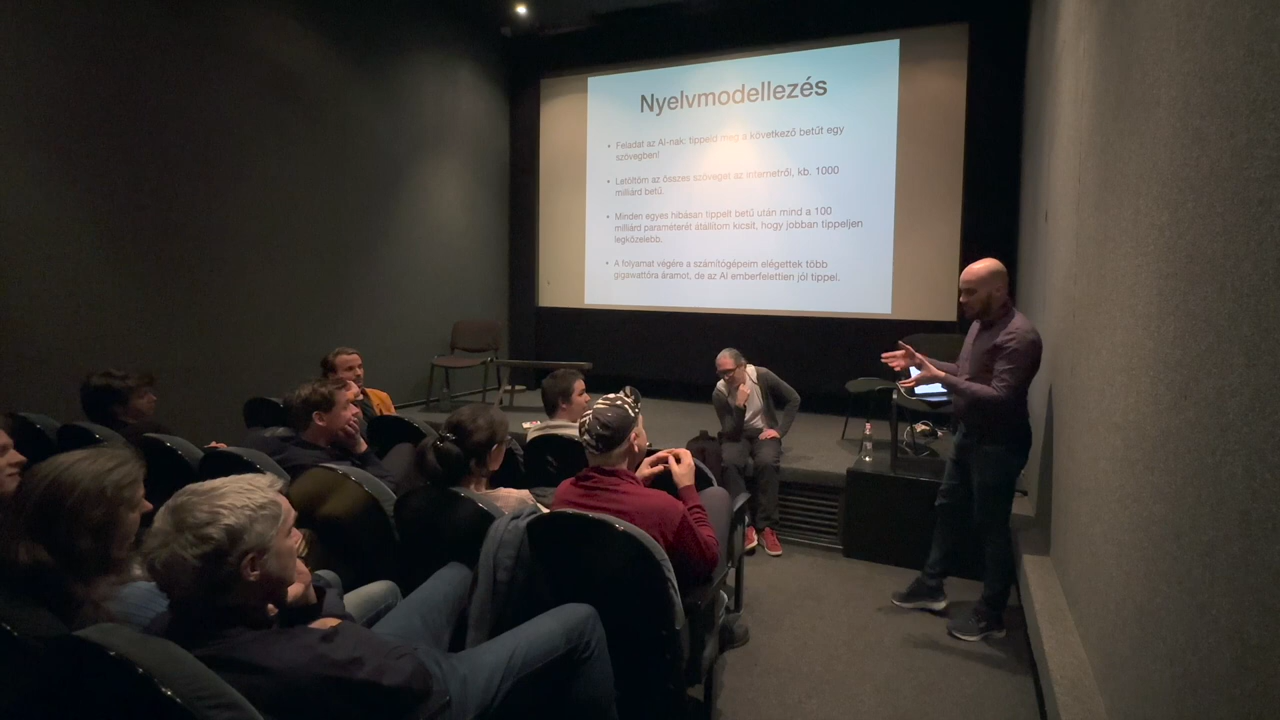 Nyelvmodellezés
• Feladat az AI-nak: tippeld meg a következő betűt egy
szövegben!
• Letöltöm az összes szöveget az internetről, kb. 1000
milliárd betű.
• Minden egyes hibásan tippelt betű után mind a 100
milliárd paraméterét átállítom kicsit, hogy jobban tippeljen
legközelebb.
• A folyamat végére a számítógépeim elégettek több
gigawattóra áramot, de az AI emberfelettien jól tippel.